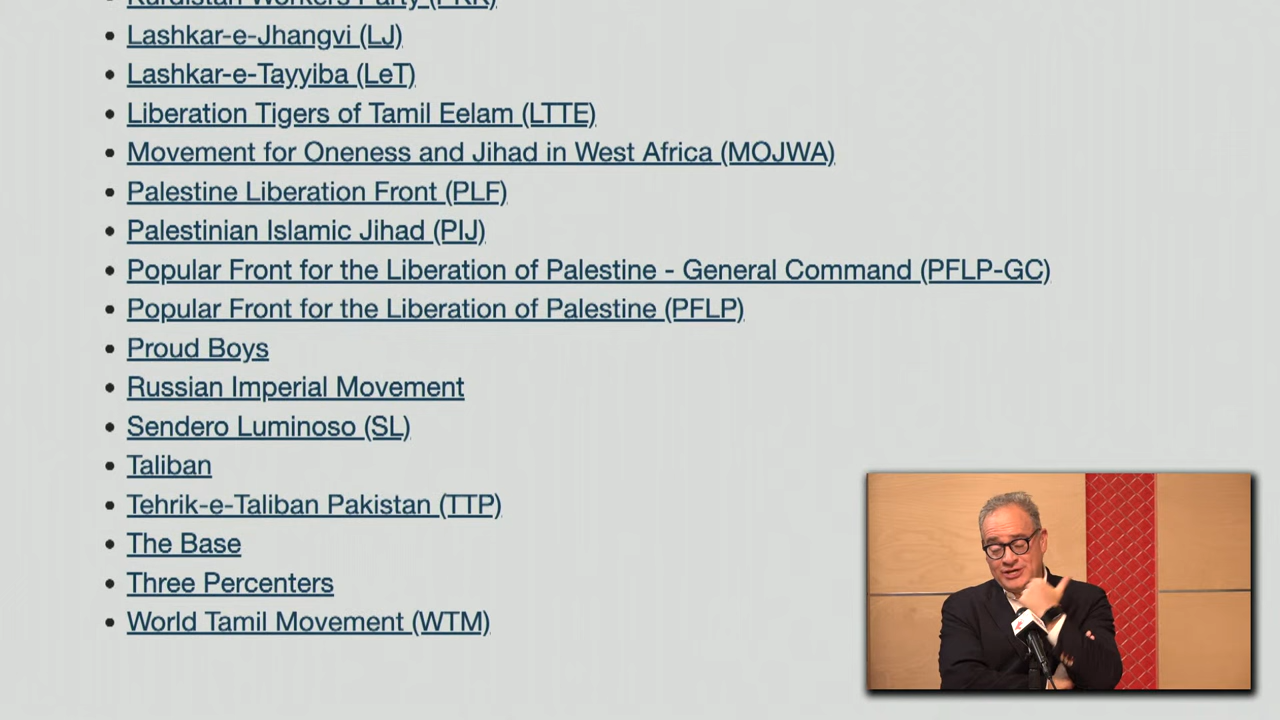 Kurdistan Workers Party (PKK)
Lashkar-e-Jhangvi (LJ)
Lashkar-e-Tayyiba (LeT)
Liberation Tigers of Tamil Eelam (LTTE)
Movement for Oneness and Jihad in West Africa (MOJWA)
Palestine Liberation Front (PLF)
Palestinian Islamic Jihad (PIJ)
Popular Front for the Liberation of Palestine - General Command (PFLP-GC)
Popular Front for the Liberation of Palestine (PFLP)
Proud Boys
Russian Imperial Movement
Sendero Luminoso (SL)
Taliban
Tehrik-e-Taliban Pakistan (TTP)
The Base
Three Percenters
World Tamil Movement (WTM)